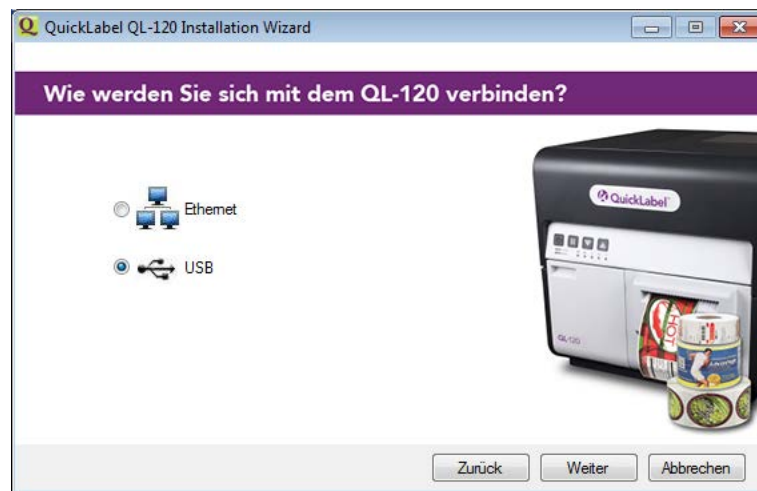 QuickLabel QL-120 Installation Wizard
Wie werden Sie sich mit dem QL-120 verbinden?
Ethernet
USB
QuickLabel
QL-120
HOT
Zurück
Weiter
Abbrechen